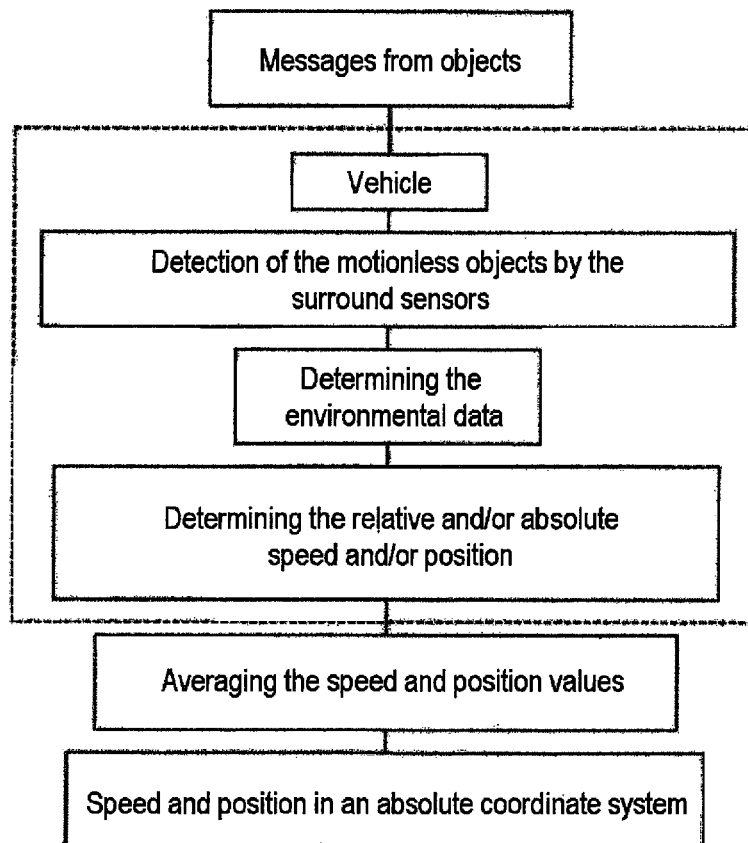 Messages from objects
Vehicle
Detection of the motionless objects by the
surround sensors
Determining the
environmental data
Determining the relative and/or absolute
speed and/or position
Averaging the speed and position values
Speed and position in an absolute coordinate system